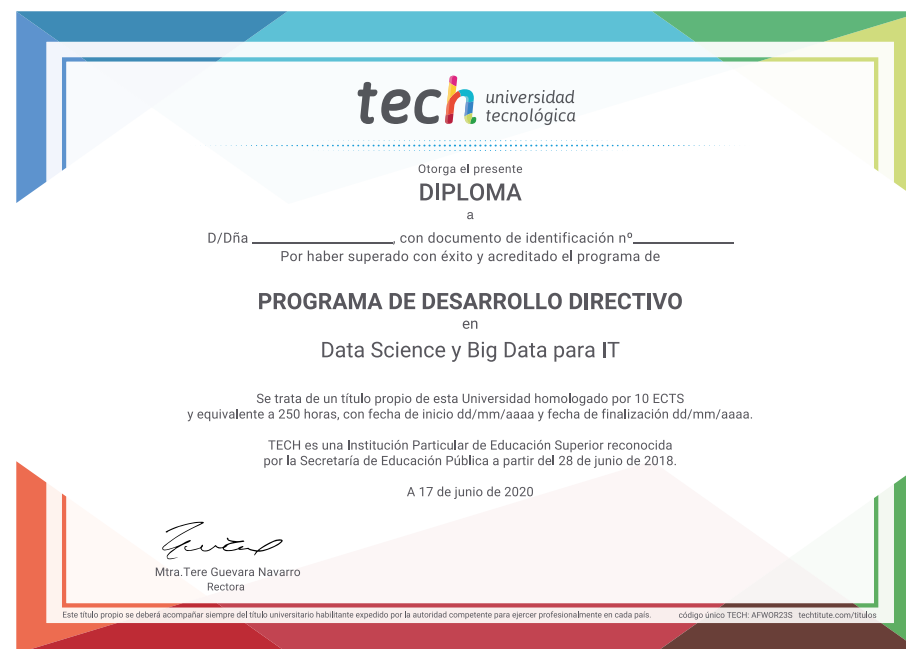 tech universidad
tecnológica
Otorga el presente
DIPLOMA
a
D/Dña ____________________, con documento de identificación nº______________
Por haber superado con éxito y acreditado el programa de
PROGRAMA DE DESARROLLO DIRECTIVO
en
Data Science y Big Data para IT
Se trata de un título propio de esta Universidad homologado por 10 ECTS
y equivalente a 250 horas, con fecha de inicio dd/mm/aaaa y fecha de finalización dd/mm/aaaa.
TECH es una Institución Particular de Educación Superior reconocida
por la Secretaría de Educación Pública a partir del 28 de junio de 2018.
A 17 de junio de 2020
Mtra.Tere Guevara Navarro
Rectora
Este título propio se deberá acompañar siempre del título universitario habilitante expedido por la autoridad competente para ejercer profesionalmente en cada país. código único TECH: AFWOR23S techtitute.com/titulos